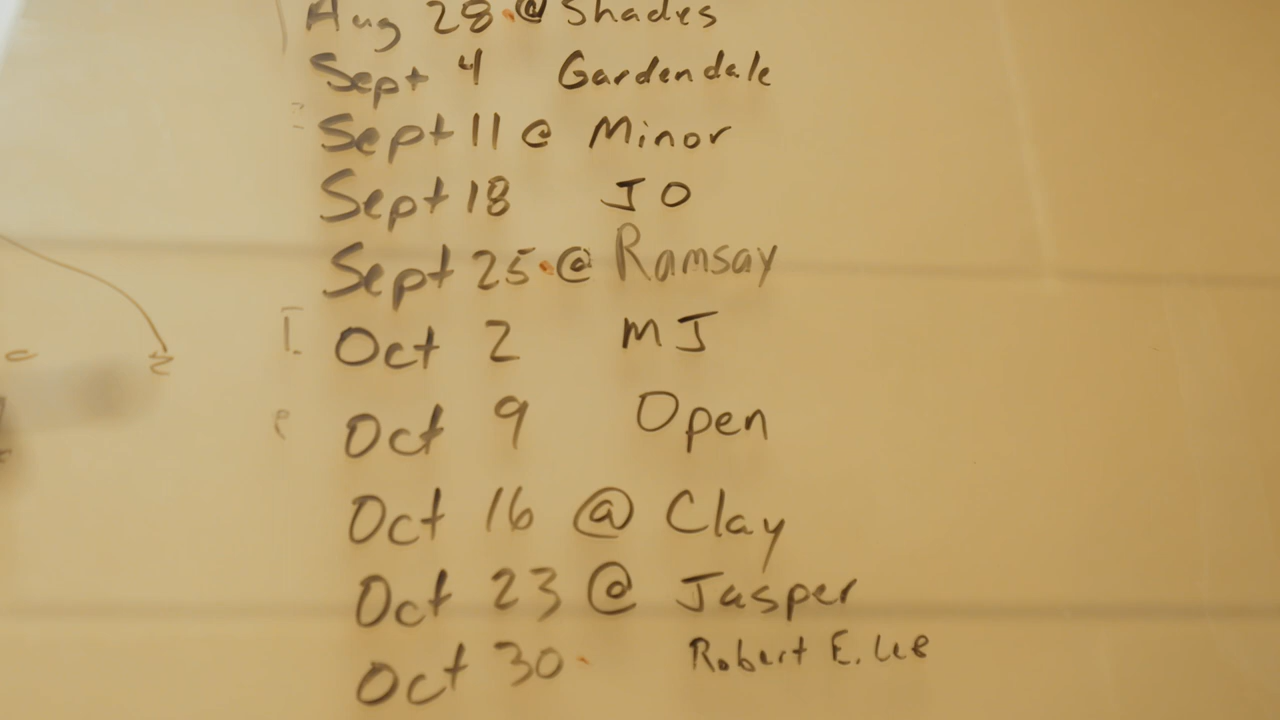 Aug 28 @ Shades
Sept 4 Gardendale
Sept 11 @ Minor
Sept 18 JO
Sept 25 @ Ramsay
Oct 2 MJ
Oct 9 Open
Oct 16 @ Clay
Oct 23 @ Jasper
Oct 30 Robert E. Lee